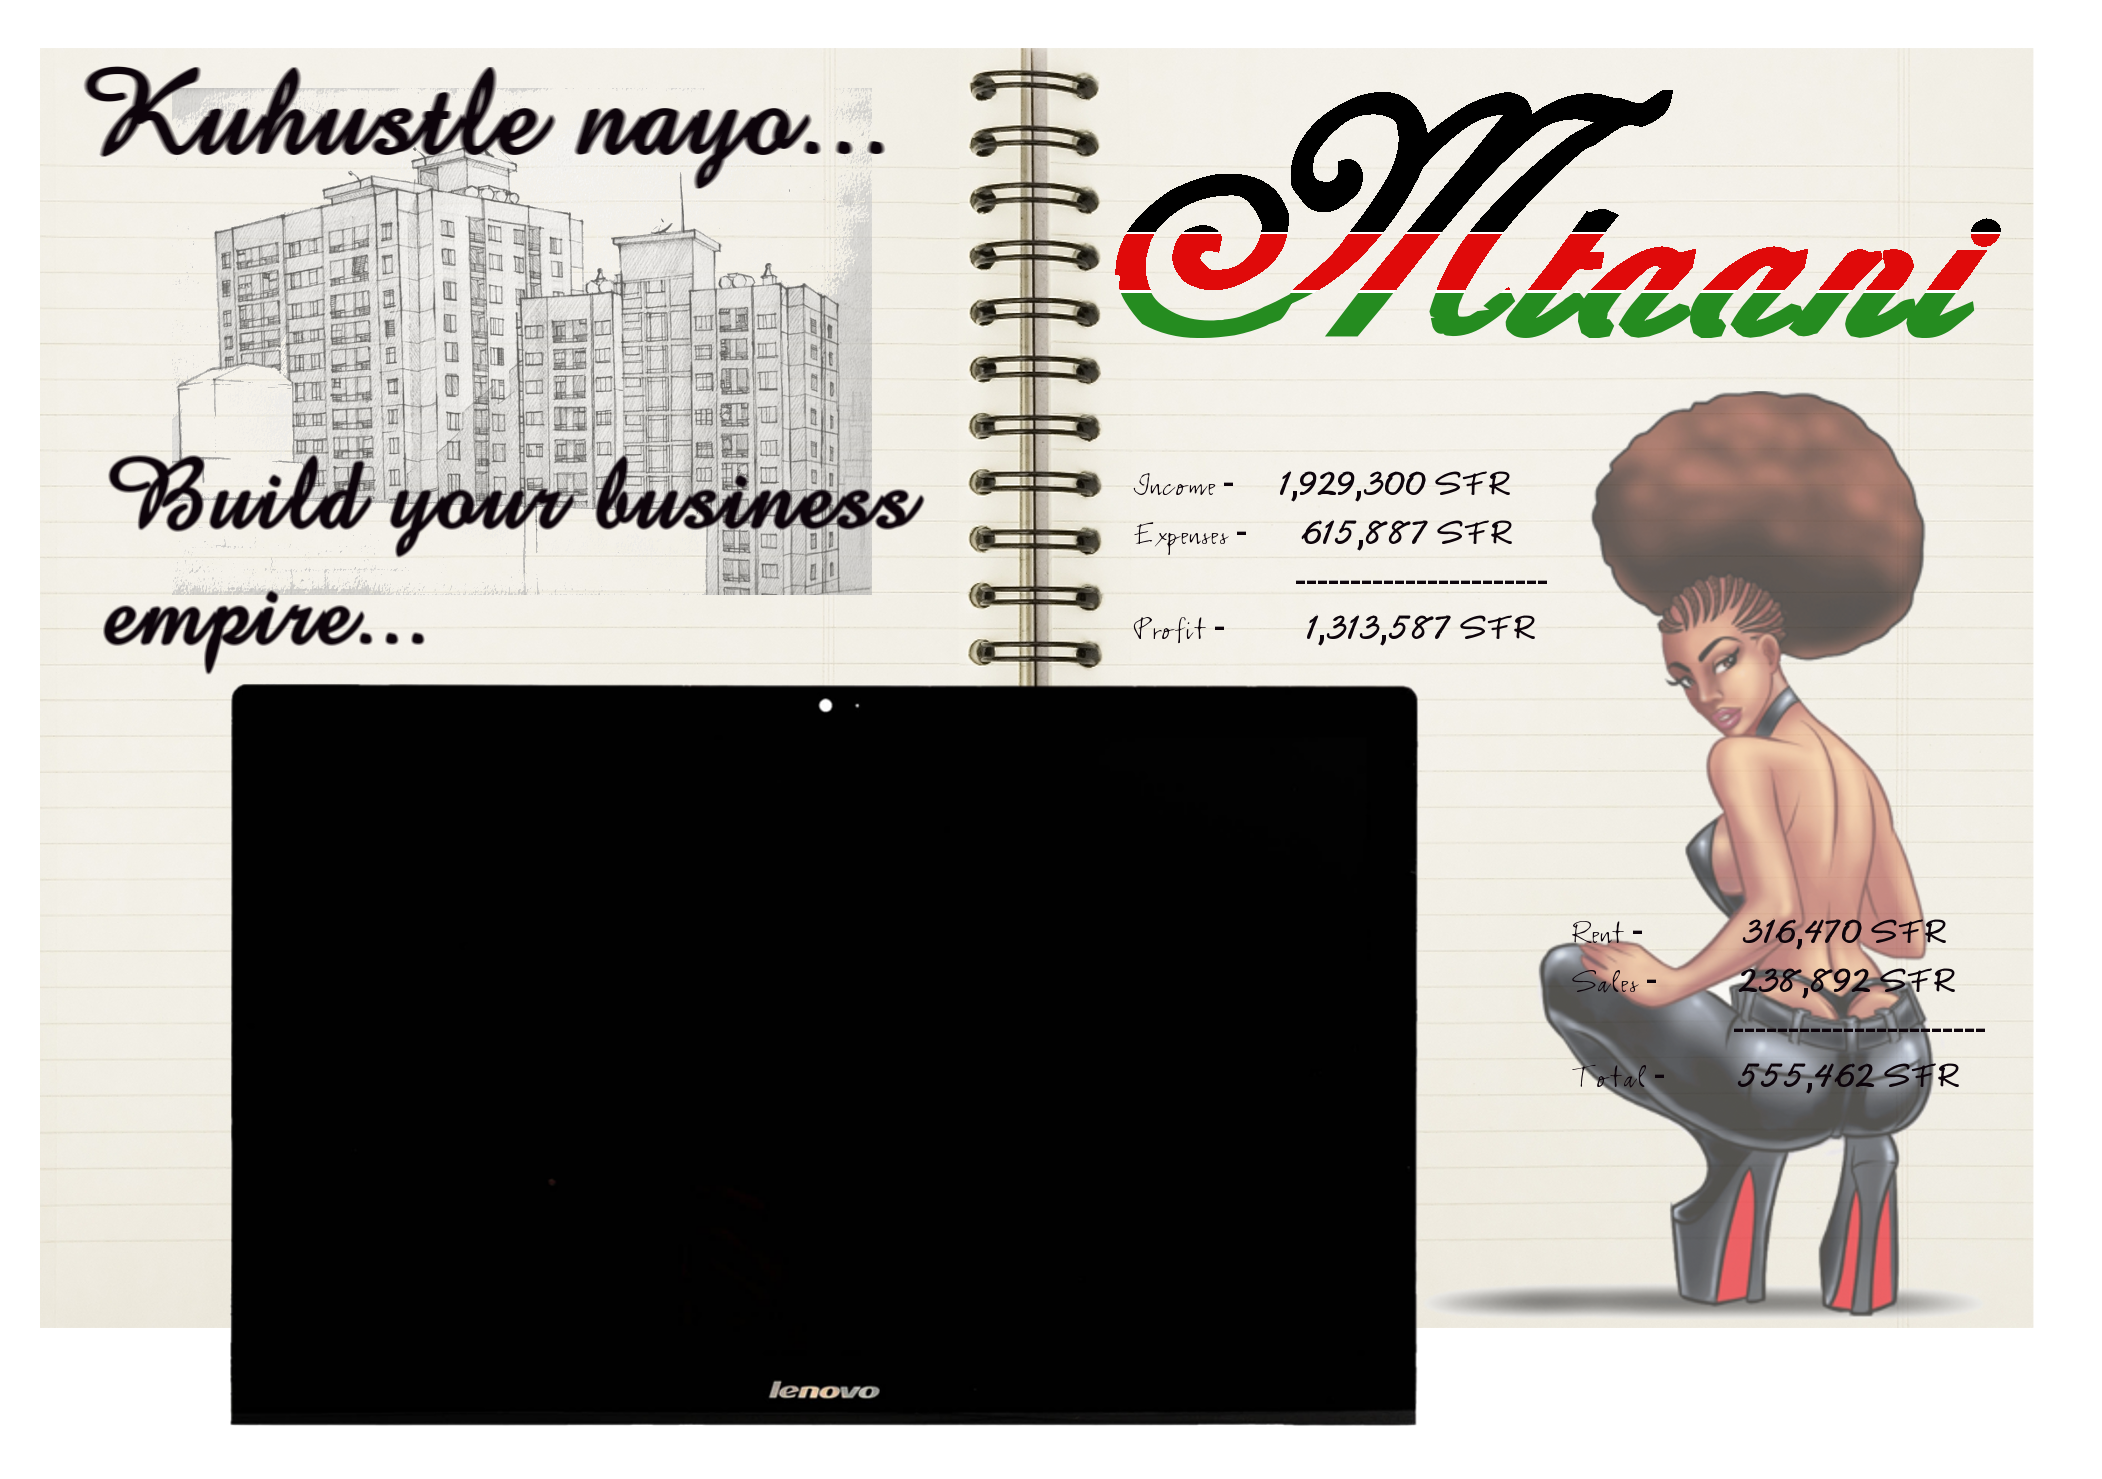 Kuhustle nayo...
Build your business
empire...
Mtaani
Income - 1,929,300 SFR
Expenses - 615,887 SFR
-----------------------
Profit - 1,313,587 SFR
Rent - 316,470 SFR
Sales - 238,892 SFR
-----------------------
Total - 555,462 SFR
lenovo